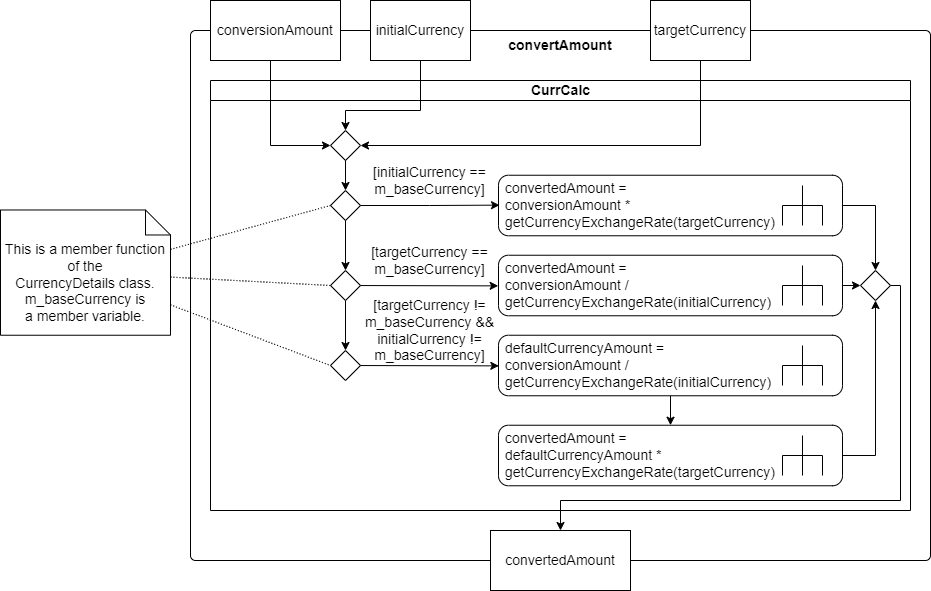 conversionAmount
initialCurrency
targetCurrency
convertAmount
CurrCalc
[initialCurrency ==
m_baseCurrency]
convertedAmount =
conversionAmount *
getCurrencyExchangeRate(targetCurrency)
This is a member function
of the
CurrencyDetails class.
m_baseCurrency is
a member variable.
[targetCurrency ==
m_baseCurrency]
convertedAmount =
conversionAmount /
getCurrencyExchangeRate(initialCurrency)
[targetCurrency !=
m_baseCurrency &&
initialCurrency !=
m_baseCurrency]
defaultCurrencyAmount =
conversionAmount /
getCurrencyExchangeRate(initialCurrency)
convertedAmount =
defaultCurrencyAmount *
getCurrencyExchangeRate(targetCurrency)
convertedAmount